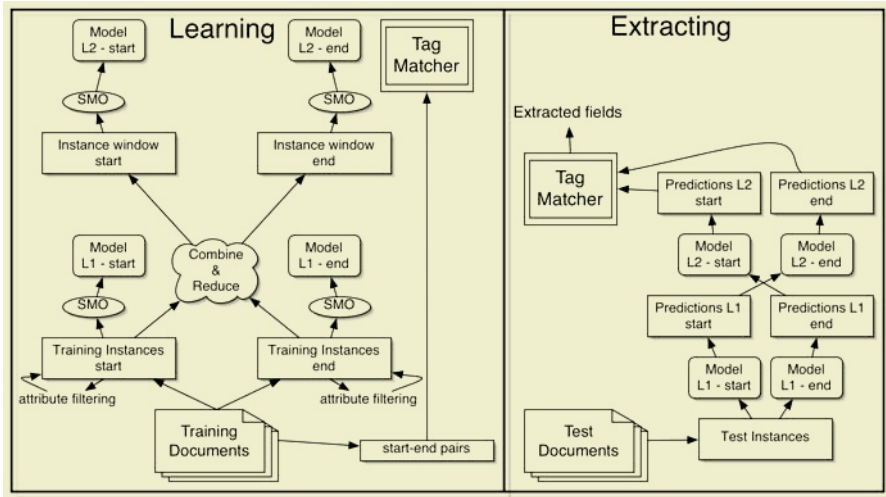 Learning
Model
L2 - start
Model
L2 - end
Tag
Matcher
SMO
SMO
Instance window
start
Instance window
end
Model
L1 - start
Combine
&
Reduce
Model
L1 - end
SMO
SMO
Training Instances
start
Training Instances
end
attribute filtering
attribute filtering
Training
Documents
start-end pairs
Extracting
Extracted fields
Tag
Matcher
Predictions L2
start
Predictions L2
end
Model
L2 - start
Model
L2 - end
Predictions L1
start
Predictions L1
end
Model
L1 - start
Model
L1 - end
Test
Documents
Test Instances